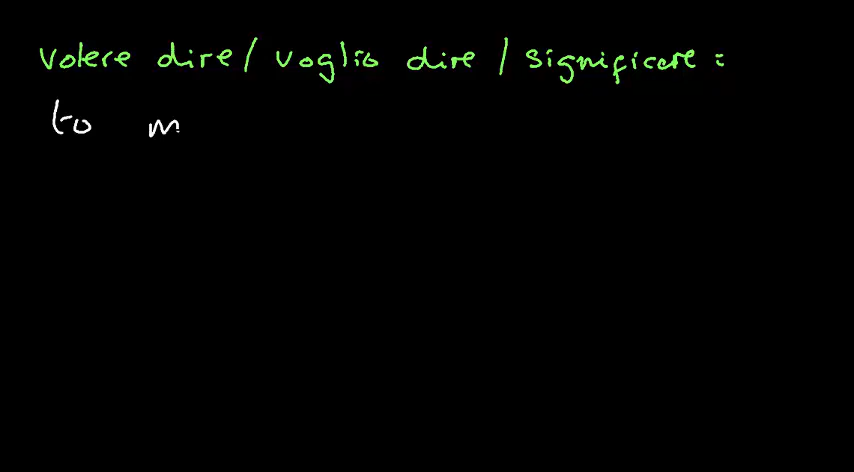 volere dire / voglio dire / significare =
to m